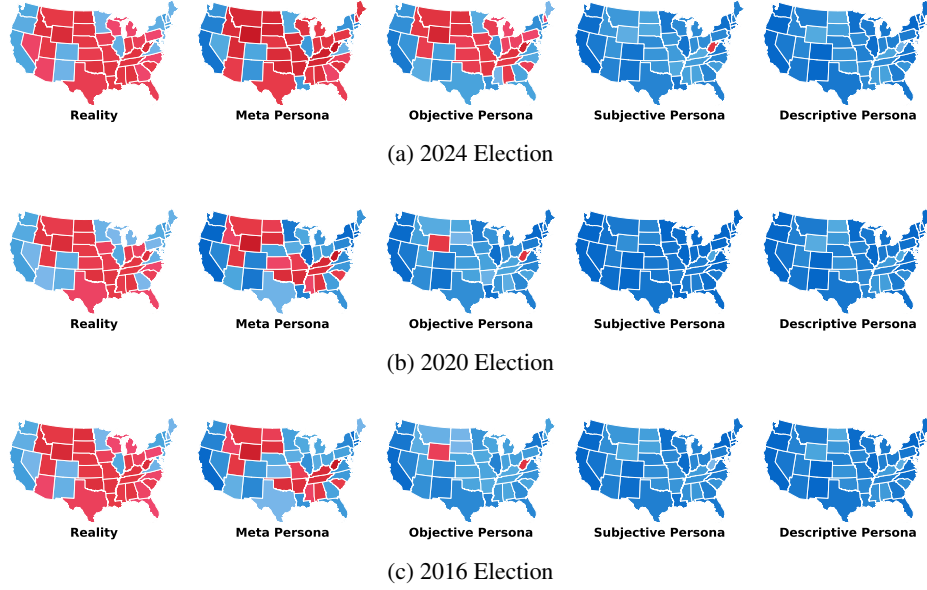 Reality Meta Persona Objective Persona Subjective Persona Descriptive Persona
(a) 2024 Election
Reality Meta Persona Objective Persona Subjective Persona Descriptive Persona
(b) 2020 Election
Reality Meta Persona Objective Persona Subjective Persona Descriptive Persona
(c) 2016 Election